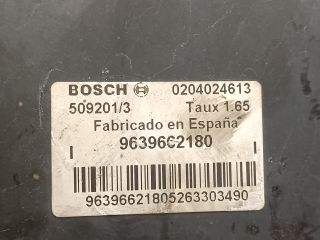 BOSCH 0204024613
509201/3 Taux 1.65
Fabricado en España
I 9639662180 I
96396621805263303490